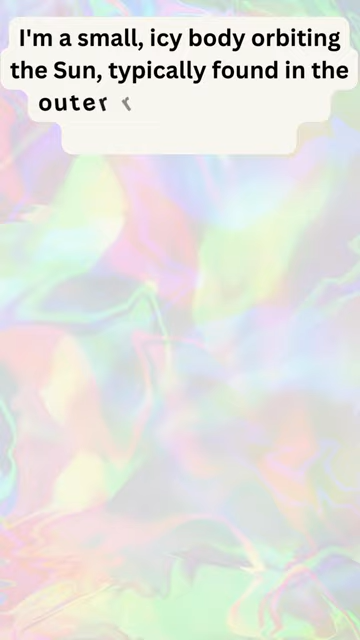 I'm a small, icy body orbiting
the Sun, typically found in the
outer r